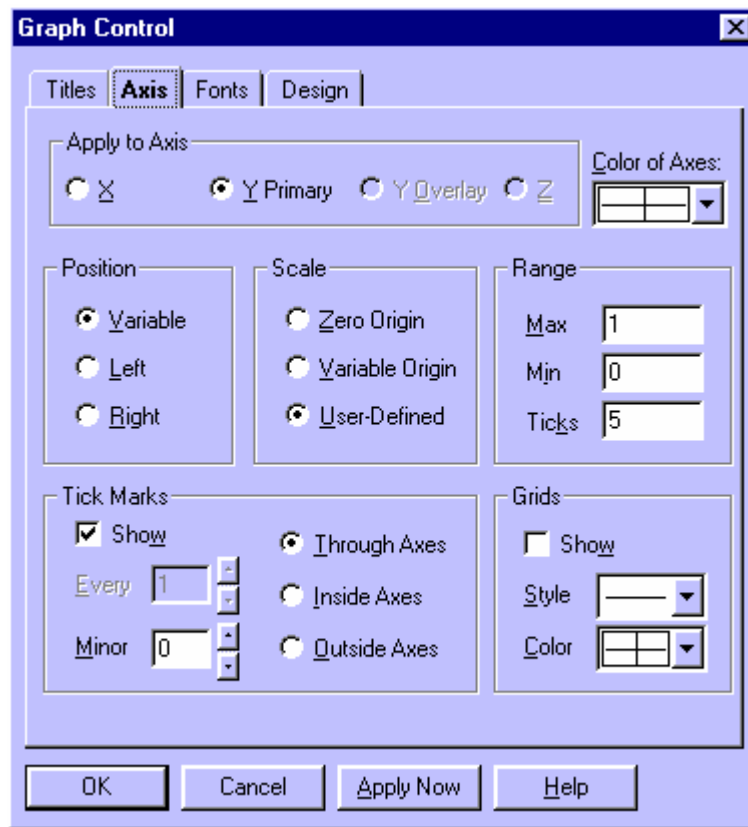 Graph Control
Titles Axis Fonts Design
Apply to Axis
X Y Primary Y Overlay Z
Color of Axes:
Position
Variable
Left
Right
Scale
Zero Origin
Variable Origin
User-Defined
Range
Max 1
Min 0
Ticks 5
Tick Marks
Show
Every 1
Minor 0
Through Axes
Inside Axes
Outside Axes
Grids
Show
Style
Color
OK Cancel Apply Now Help